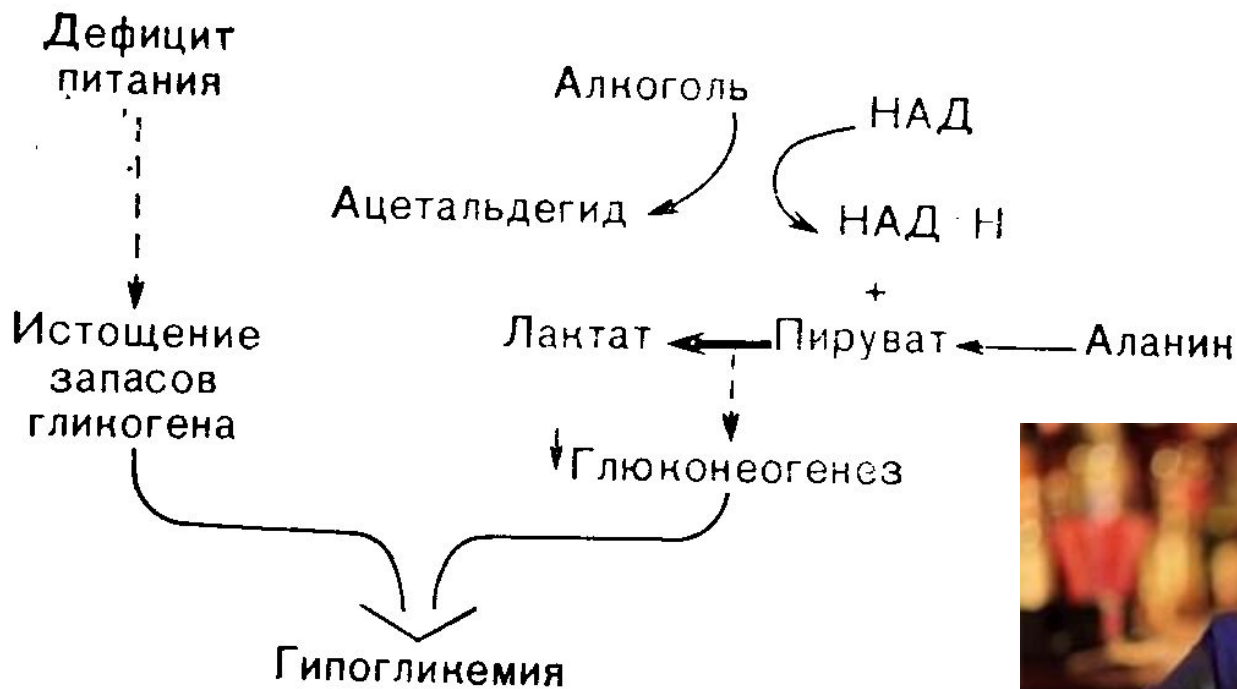 Дефицит
питания
Алкоголь
НАД
Ацетальдегид
НАД · Н
+
Лактат
Пируват
Аланин
Истощение
запасов
гликогена
Глюконеогенез
Гипогликемия